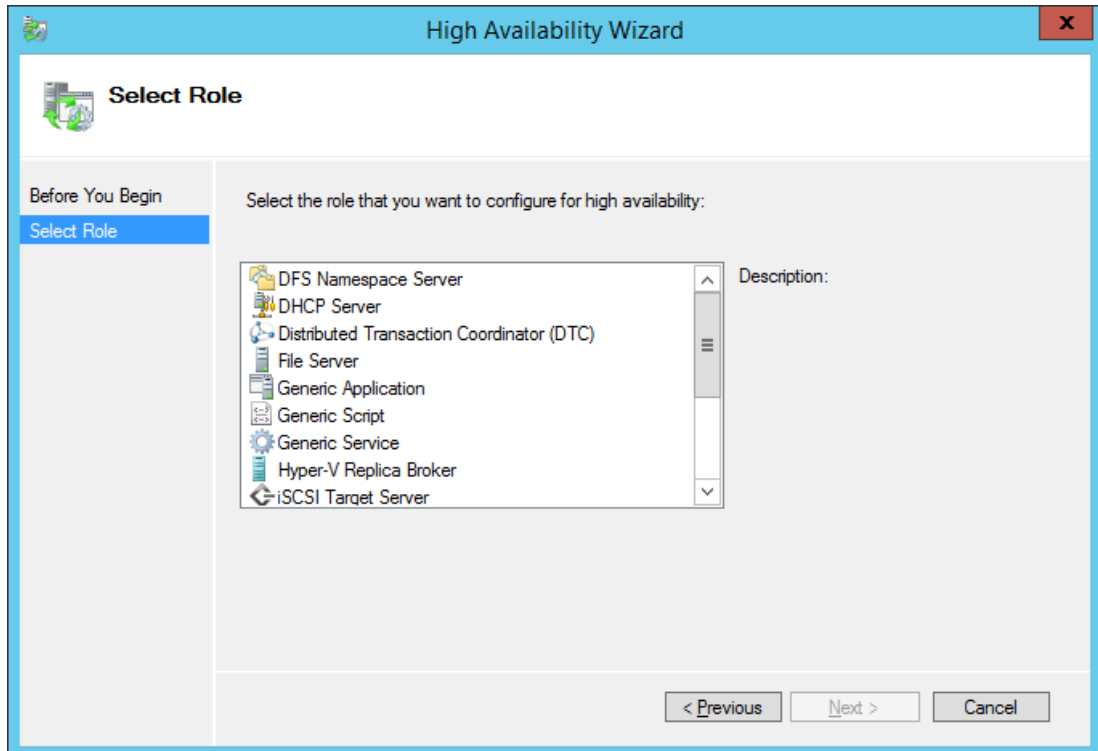 High Availability Wizard
x
Select Role
Before You Begin
Select Role
Select the role that you want to configure for high availability:
DFS Namespace Server
DHCP Server
Distributed Transaction Coordinator (DTC)
File Server
Generic Application
Generic Script
Generic Service
Hyper-V Replica Broker
iSCSI Target Server
Description:
< Previous
Next >
Cancel